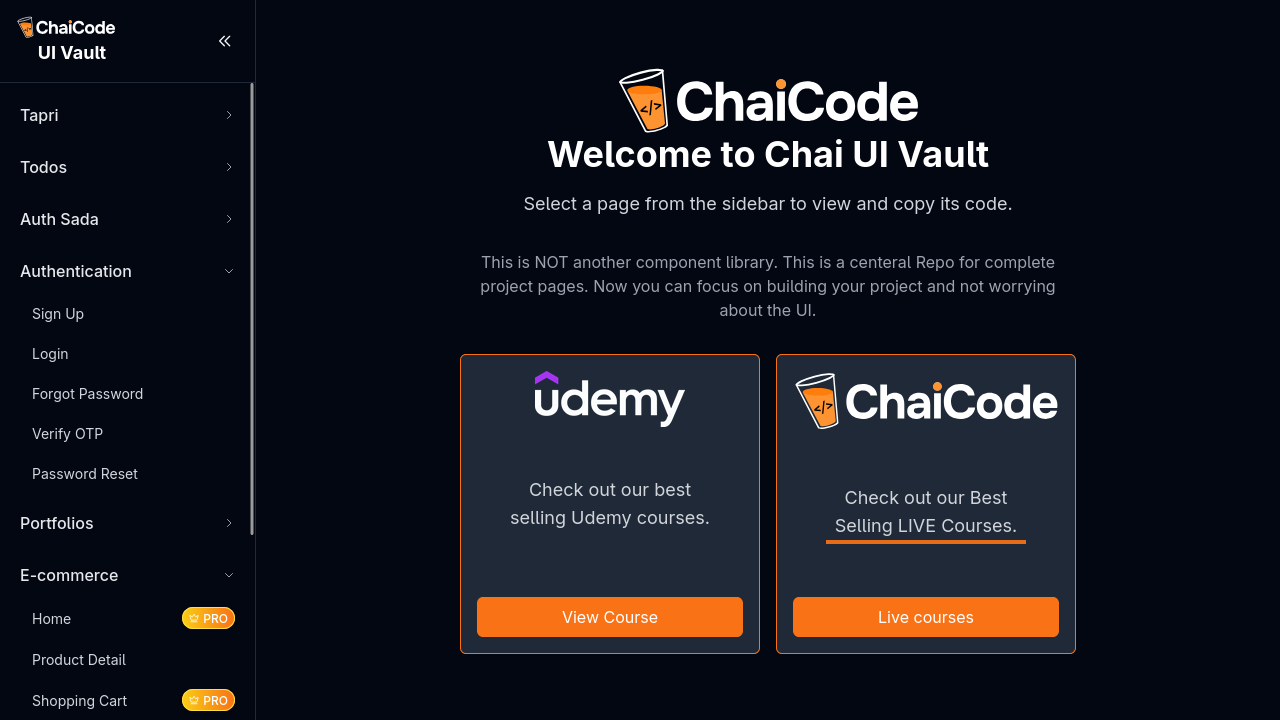 ChaiCode
UI Vault
Tapri
Todos
Auth Sada
Authentication
Sign Up
Login
Forgot Password
Verify OTP
Password Reset
Portfolios
E-commerce
Home
PRO
Product Detail
Shopping Cart
PRO
</>
ChaiCode
Welcome to Chai UI Vault
Select a page from the sidebar to view and copy its code.
This is NOT another component library. This is a centeral Repo for complete
project pages. Now you can focus on building your project and not worrying
about the UI.
udemy
Check out our best
selling Udemy courses.
View Course
</>
ChaiCode
Check out our Best
Selling LIVE Courses.
Live courses